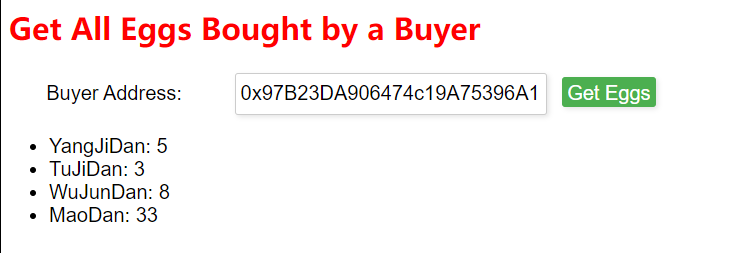 Get All Eggs Bought by a Buyer
Buyer Address: 0x97B23DA906474c19A75396A1 Get Eggs
YangJiDan: 5
TuJiDan: 3
WuJunDan: 8
MaoDan: 33